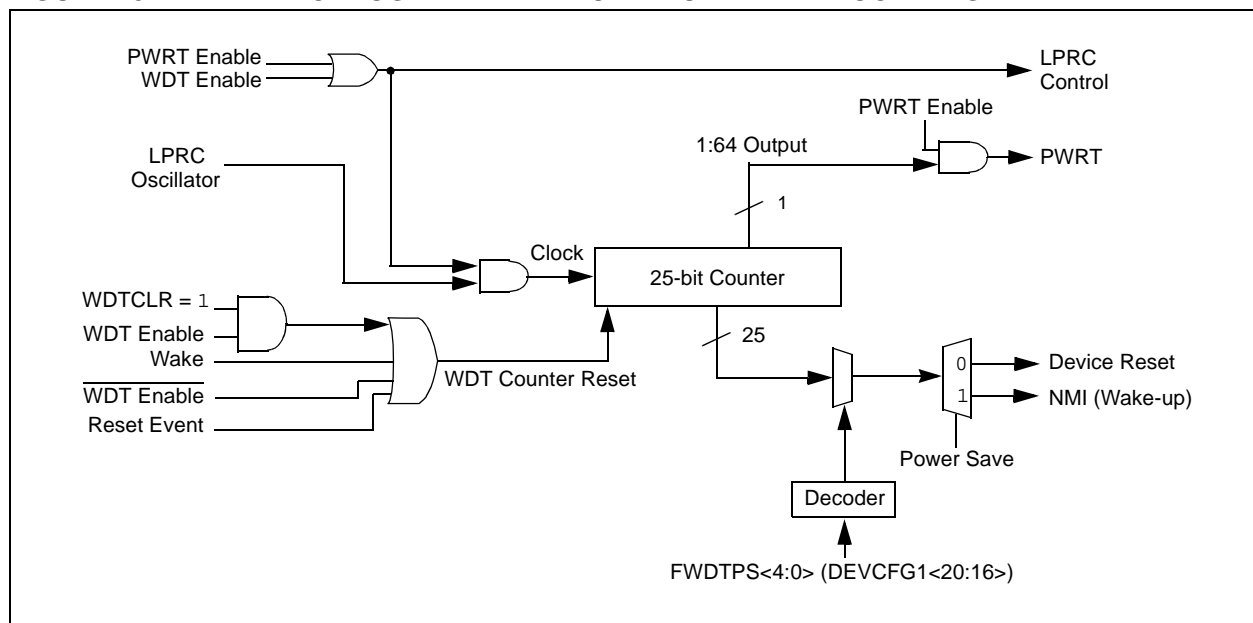 PWRT Enable
WDT Enable
LPRC
Control
PWRT Enable
1:64 Output
PWRT
LPRC
Oscillator
1
Clock
25-bit Counter
WDTCLR = 1
WDT Enable
Wake
WDT Enable
Reset Event
WDT Counter Reset
25
0
1
Device Reset
NMI (Wake-up)
Power Save
Decoder
FWDTPS<4:0> (DEVCFG1<20:16>)